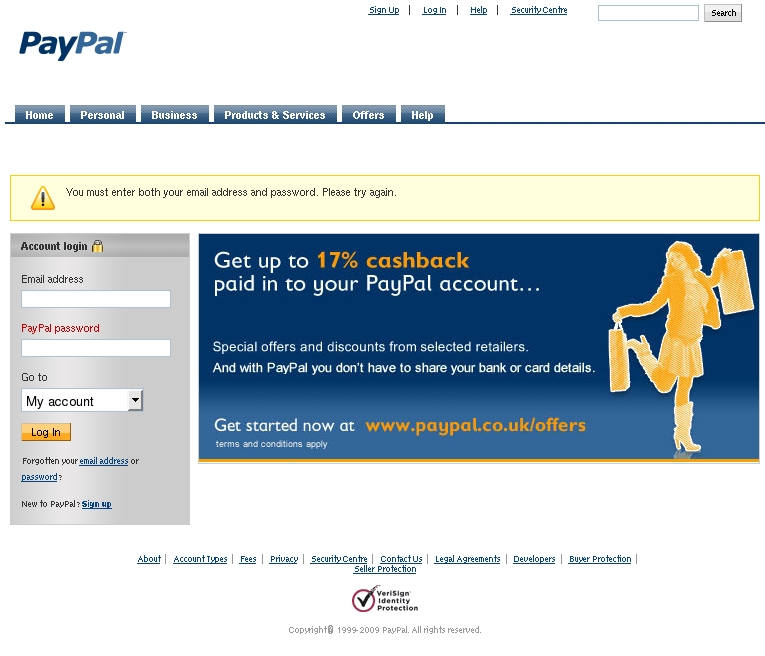 Sign Up | Log In | Help | Security Centre Search
PayPal
Home Personal Business Products & Services Offers Help
You must enter both your email address and password. Please try again.
Account login
Email address
PayPal password
Go to
My account
Log In
Forgotten your email address or
password?
New to PayPal? Sign up
Get up to 17% cashback
paid in to your PayPal account...
Special offers and discounts from selected retailers.
And with PayPal you don't have to share your bank or card details.
Get started now at www.paypal.co.uk/offers
terms and conditions apply
About | Account Types | Fees | Privacy | Security Centre | Contact Us | Legal Agreements | Developers | Buyer Protection |
Seller Protection
VeriSign
Identity
Protection
Copyright� 1999-2009 PayPal. All rights reserved.